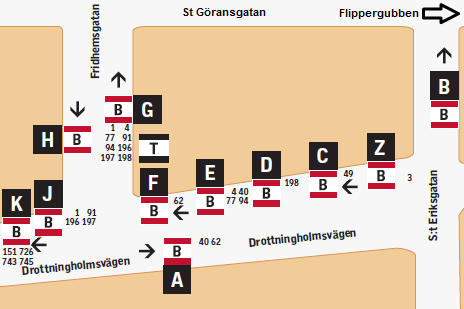 St Göransgatan
Flippergubben
Fridhemsgatan
B
B
B
G
1 4
77 91
94 196
197 198
H
B
T
Z
B
3
C
49
B
D
198
B
E
4 40
77 94
B
F
62
B
J
1 91
196 197
B
K
B
151 726
743 745
Drottningholmsvägen
B
40 62
A
Drottningholmsvägen
S:t Eriksgatan